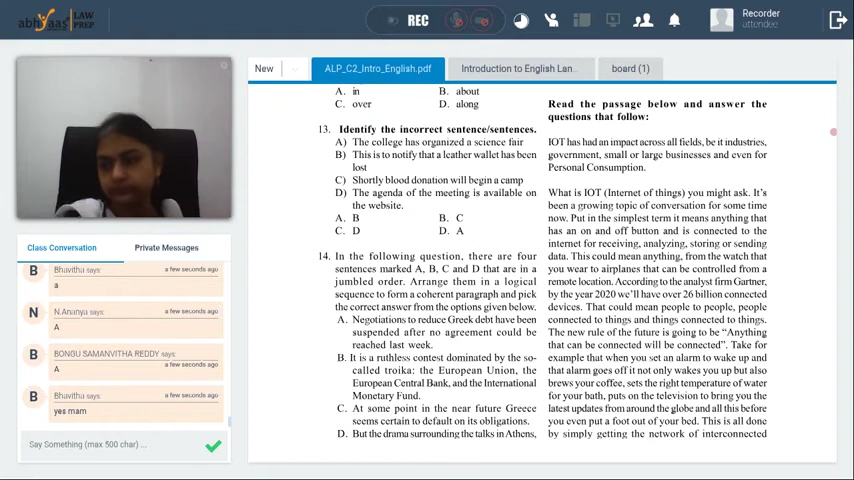 abhyaas LAW PREP
REC
Recorder
attendee
New
ALP_C2_Intro_English.pdf
Introduction to English Lan...
board (1)
Class Conversation
Private Messages
B
Bhavitha says:
a few seconds ago
a
N
N.Ananya says:
a few seconds ago
A
B
BONGU SAMANVITHA REDDY says:
a few seconds ago
A
B
Bhavitha says:
a few seconds ago
yes mam
Say Something (max 500 char) ...
A. in B. about
C. over D. along
13. Identify the incorrect sentence/sentences.
A) The college has organized a science fair
B) This is to notify that a leather wallet has been
lost
C) Shortly blood donation will begin a camp
D) The agenda of the meeting is available on
the website.
A. B B. C
C. D D. A
14. In the following question, there are four
sentences marked A, B, C and D that are in a
jumbled order. Arrange them in a logical
sequence to form a coherent paragraph and pick
the correct answer from the options given below.
A. Negotiations to reduce Greek debt have been
suspended after no agreement could be
reached last week.
B. It is a ruthless contest dominated by the so-
called troika: the European Union, the
European Central Bank, and the International
Monetary Fund.
C. At some point in the near future Greece
seems certain to default on its obligations.
D. But the drama surrounding the talks in Athens,
Read the passage below and answer the
questions that follow:
IOT has had an impact across all fields, be it industries,
government, small or large businesses and even for
Personal Consumption.
What is IOT (Internet of things) you might ask. It's
been a growing topic of conversation for some time
now. Put in the simplest term it means anything that
has an on and off button and is connected to the
internet for receiving, analyzing, storing or sending
data. This could mean anything, from the watch that
you wear to airplanes that can be controlled from a
remote location. According to the analyst firm Gartner,
by the year 2020 we'll have over 26 billion connected
devices. That could mean people to people, people
connected to things and things connected to things.
The new rule of the future is going to be "Anything
that can be connected will be connected". Take for
example that when you set an alarm to wake up and
that alarm goes off it not only wakes you up but also
brews your coffee, sets the right temperature of water
for your bath, puts on the television to bring you the
latest updates from around the globe and all this before
you even put a foot out of your bed. This is all done
by simply getting the network of interconnected